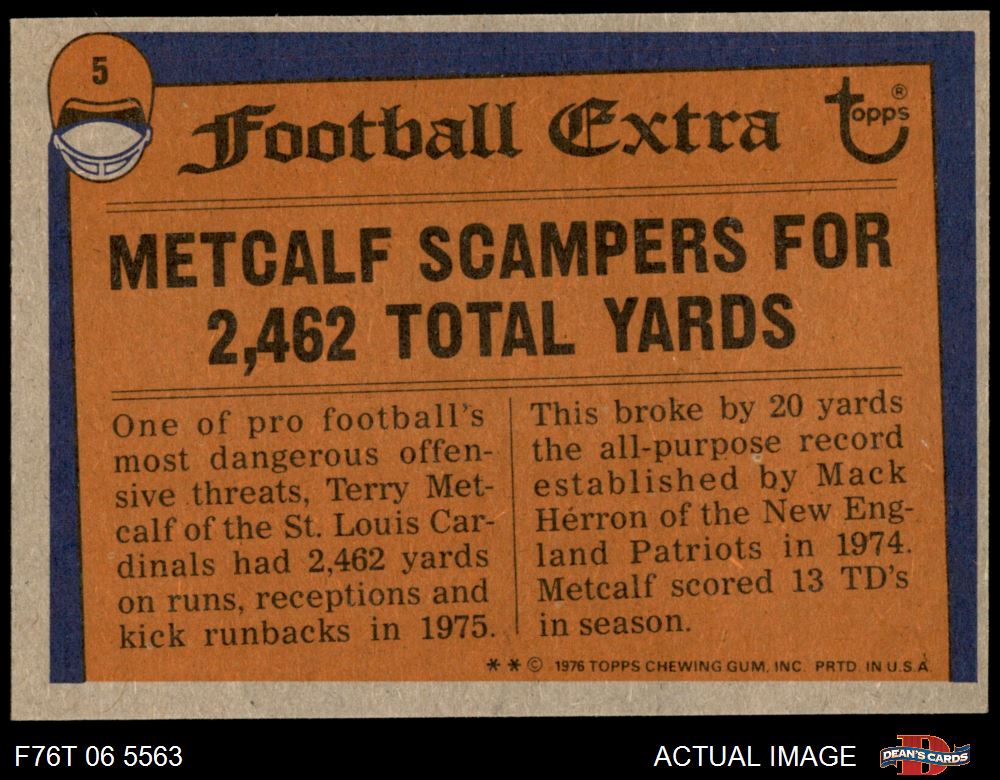 5
Football Extra
topps®
METCALF SCAMPERS FOR
2,462 TOTAL YARDS
One of pro football's
most dangerous offen-
sive threats, Terry Met-
calf of the St. Louis Car-
dinals had 2,462 yards
on runs, receptions and
kick runbacks in 1975.
This broke by 20 yards
the all-purpose record
established by Mack
Herron of the New Eng-
land Patriots in 1974.
Metcalf scored 13 TD's
in season.
* * © 1976 TOPPS CHEWING GUM, INC. PRTD. IN U.S.A.
F76T 06 5563
ACTUAL IMAGE
DEAN'S CARDS